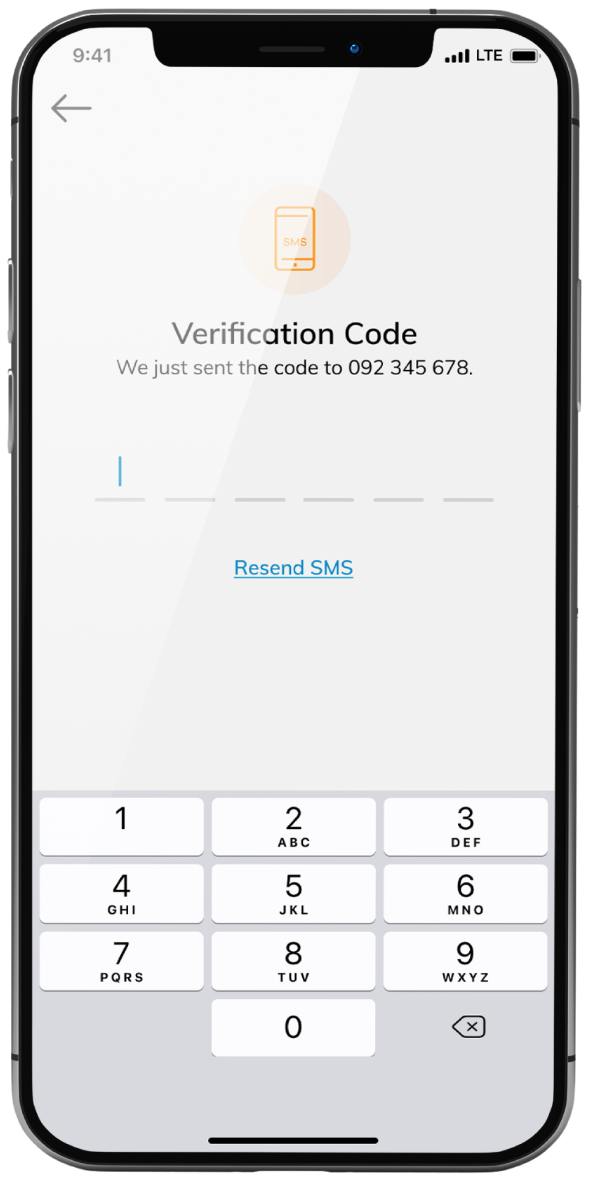 9:41 LTE
SMS
Verification Code
We just sent the code to 092 345 678.
Resend SMS
1 2 3
ABC DEF
4 5 6
GHI JKL MNO
7 8 9
PQRS TUV WXYZ
0